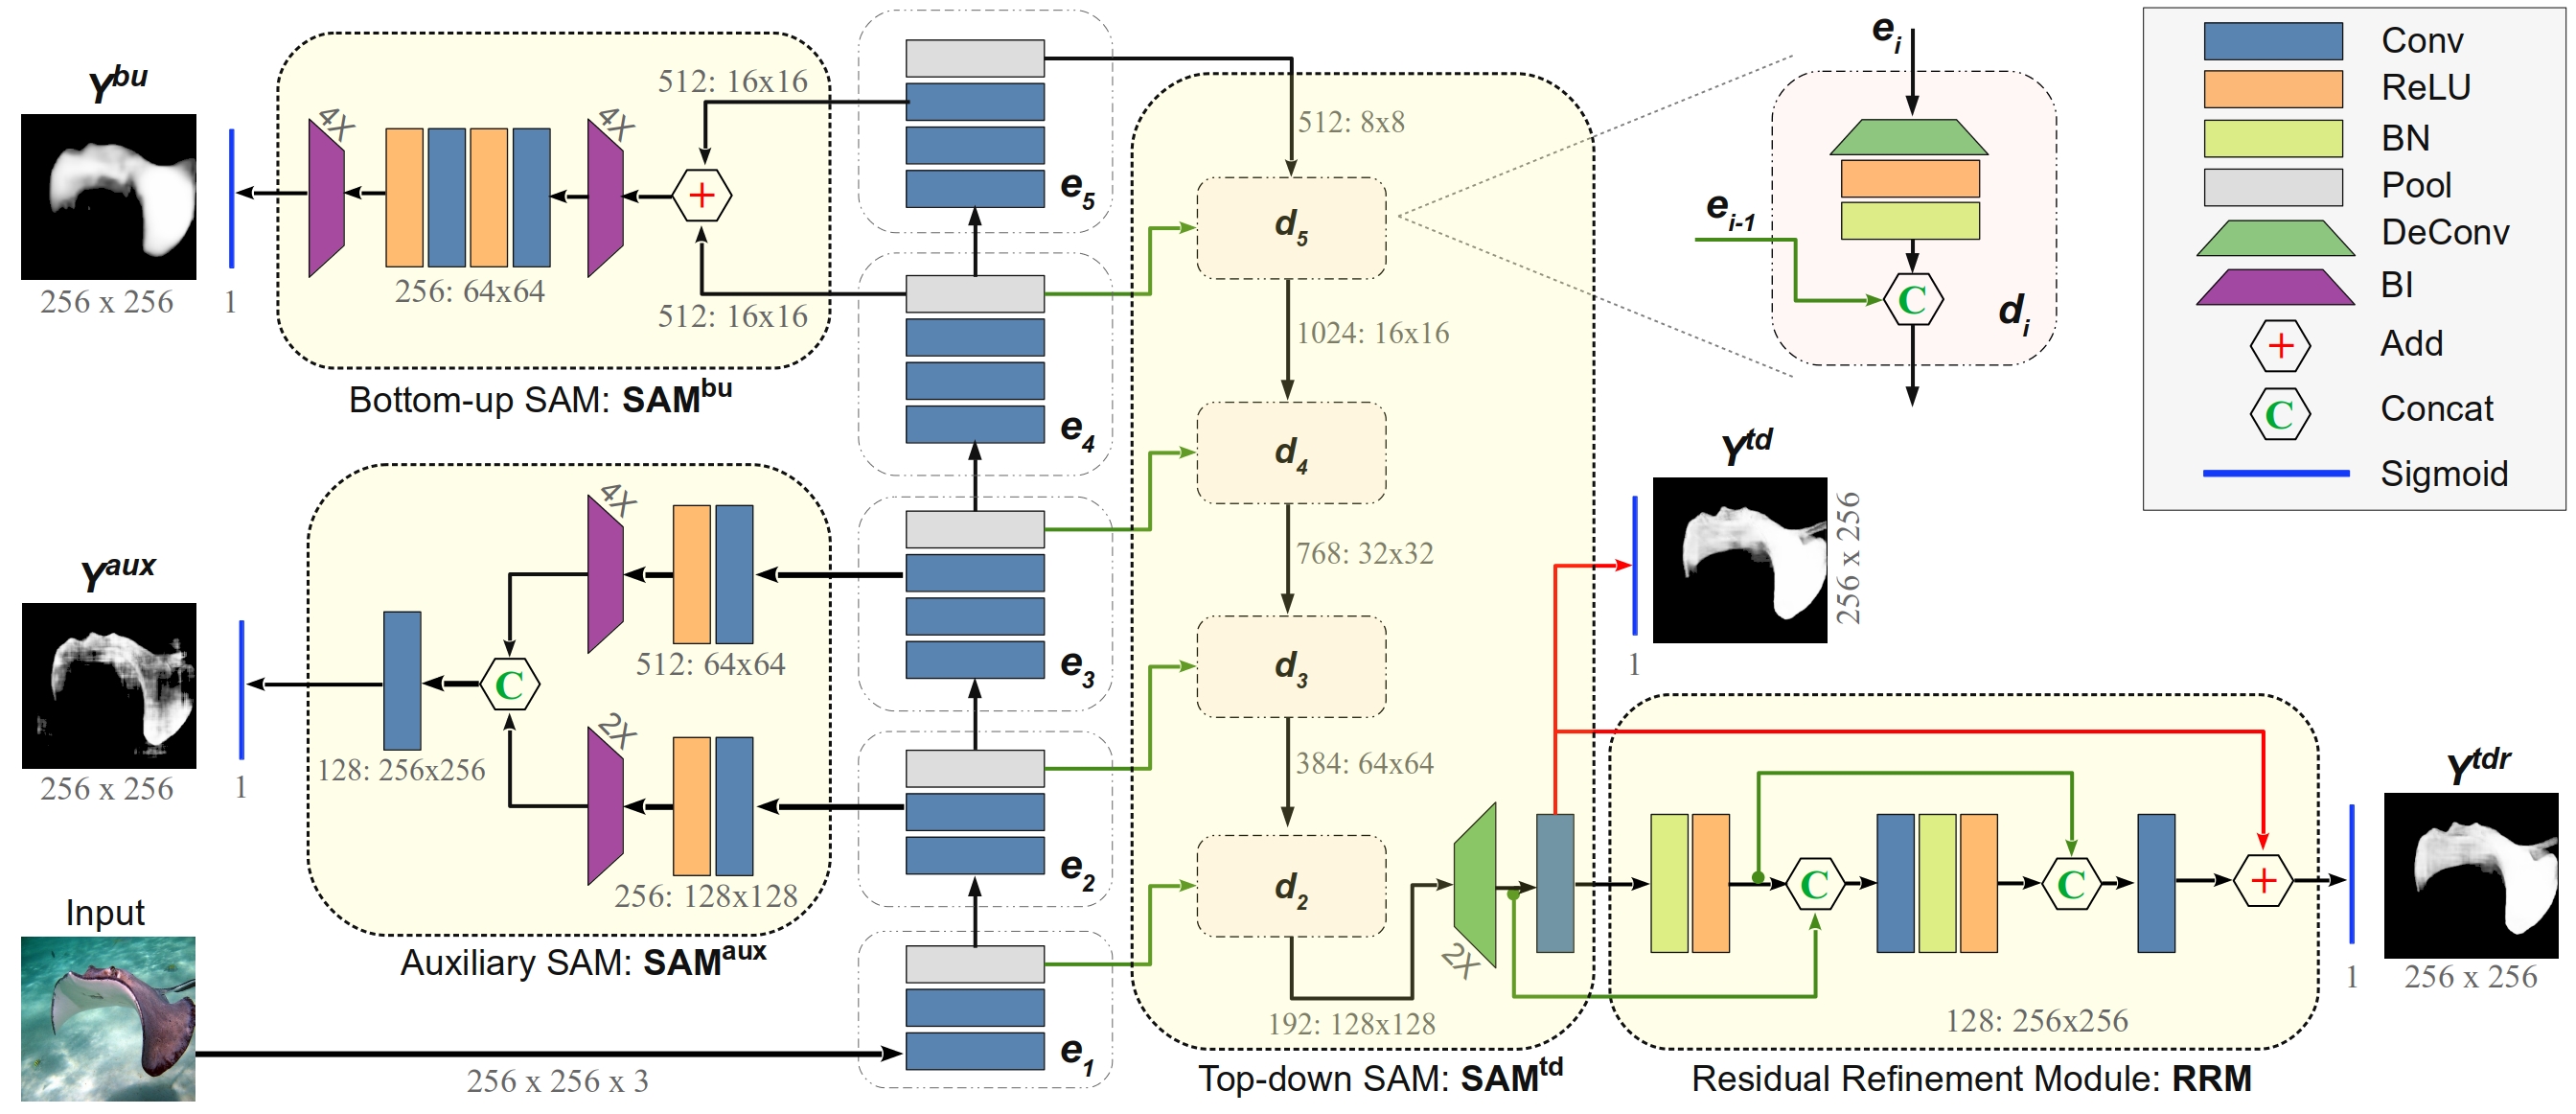 Y^bu
256 x 256
1
4X
256: 64x64
4X
512: 16x16
+
512: 16x16
Bottom-up SAM: SAM^bu
Y^aux
256 x 256
1
128: 256x256
C
4X
512: 64x64
2X
256: 128x128
Auxiliary SAM: SAM^aux
Input
256 x 256 x 3
e_5
e_4
e_3
e_2
e_1
512: 8x8
d_5
1024: 16x16
d_4
768: 32x32
d_3
384: 64x64
d_2
192: 128x128
2X
Top-down SAM: SAM^td
e_i
e_i-1
C
d_i
Y^td
256 x 256
1
C
C
+
128: 256x256
Residual Refinement Module: RRM
1
Y^tdr
256 x 256
Conv
ReLU
BN
Pool
DeConv
BI
+ Add
C Concat
Sigmoid